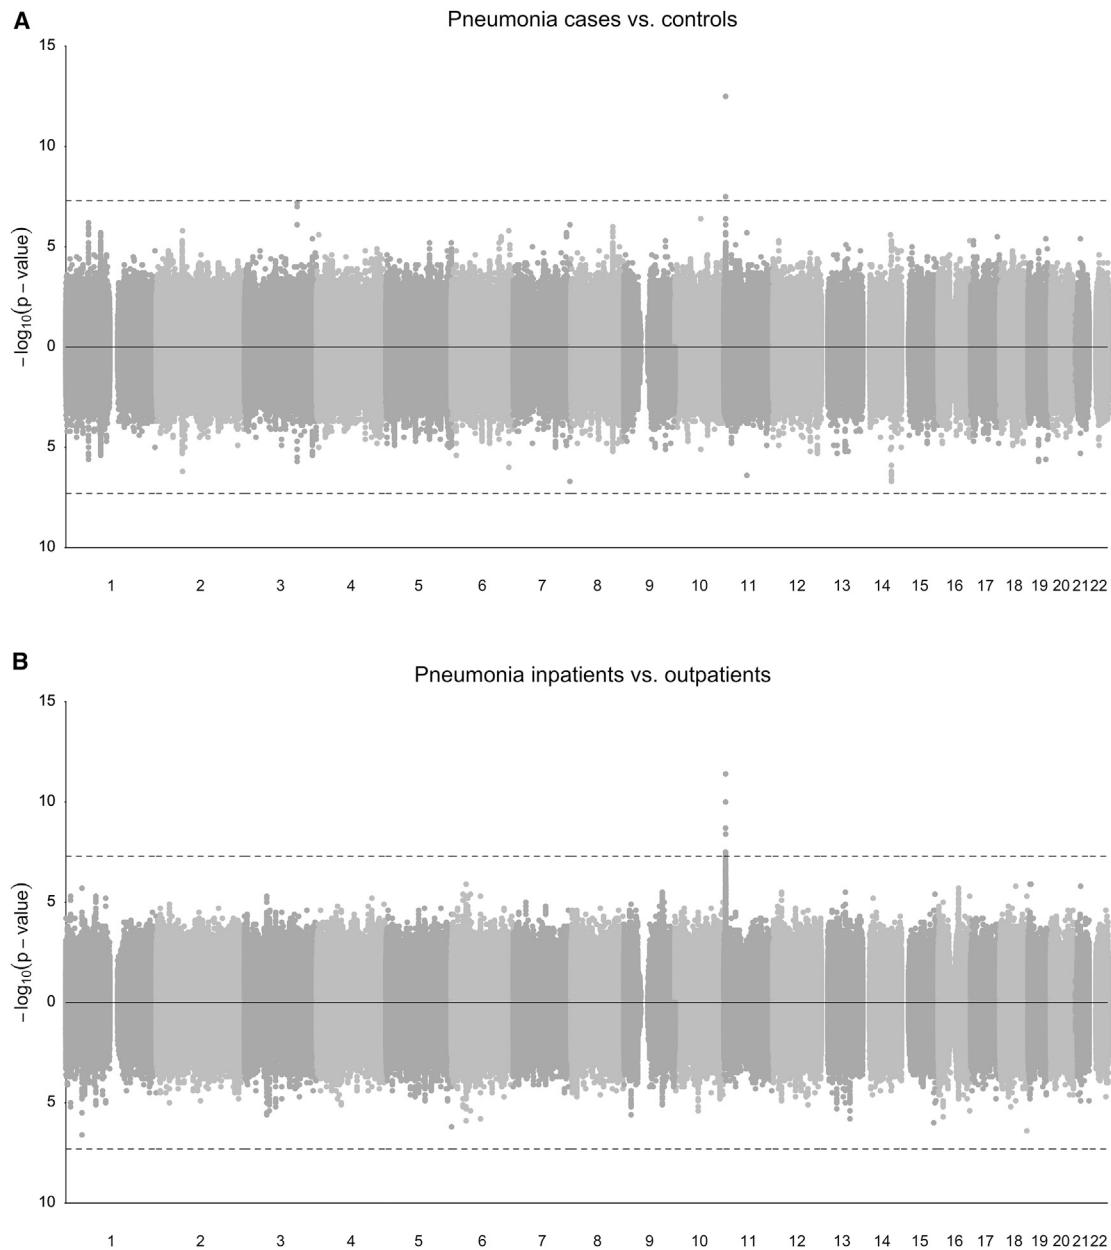 A
Pneumonia cases vs. controls
15
10
5
0
5
10
−log10(p − value)
1 2 3 4 5 6 7 8 9 10 11 12 13 14 15 16 17 18 19 20 21 22
B
Pneumonia inpatients vs. outpatients
15
10
5
0
5
10
−log10(p − value)
1 2 3 4 5 6 7 8 9 10 11 12 13 14 15 16 17 18 19 20 21 22